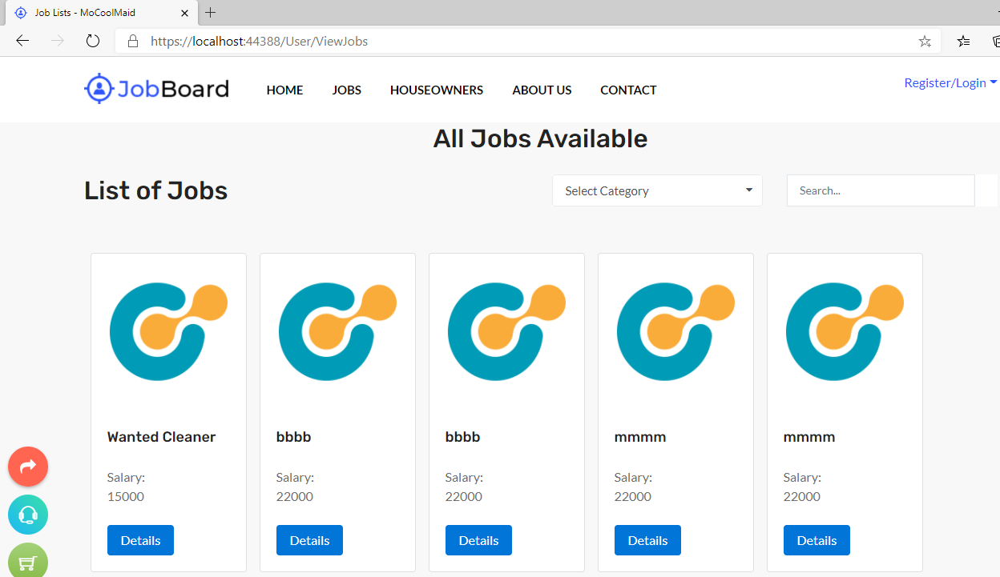 Job Lists - MoCoolMaid
https://localhost:44388/User/ViewJobs
JobBoard
HOME JOBS HOUSEOWNERS ABOUT US CONTACT Register/Login
All Jobs Available
List of Jobs
Select Category
Search...
Wanted Cleaner
Salary:
15000
Details
bbbb
Salary:
22000
Details
bbbb
Salary:
22000
Details
mmmm
Salary:
22000
Details
mmmm
Salary:
22000
Details